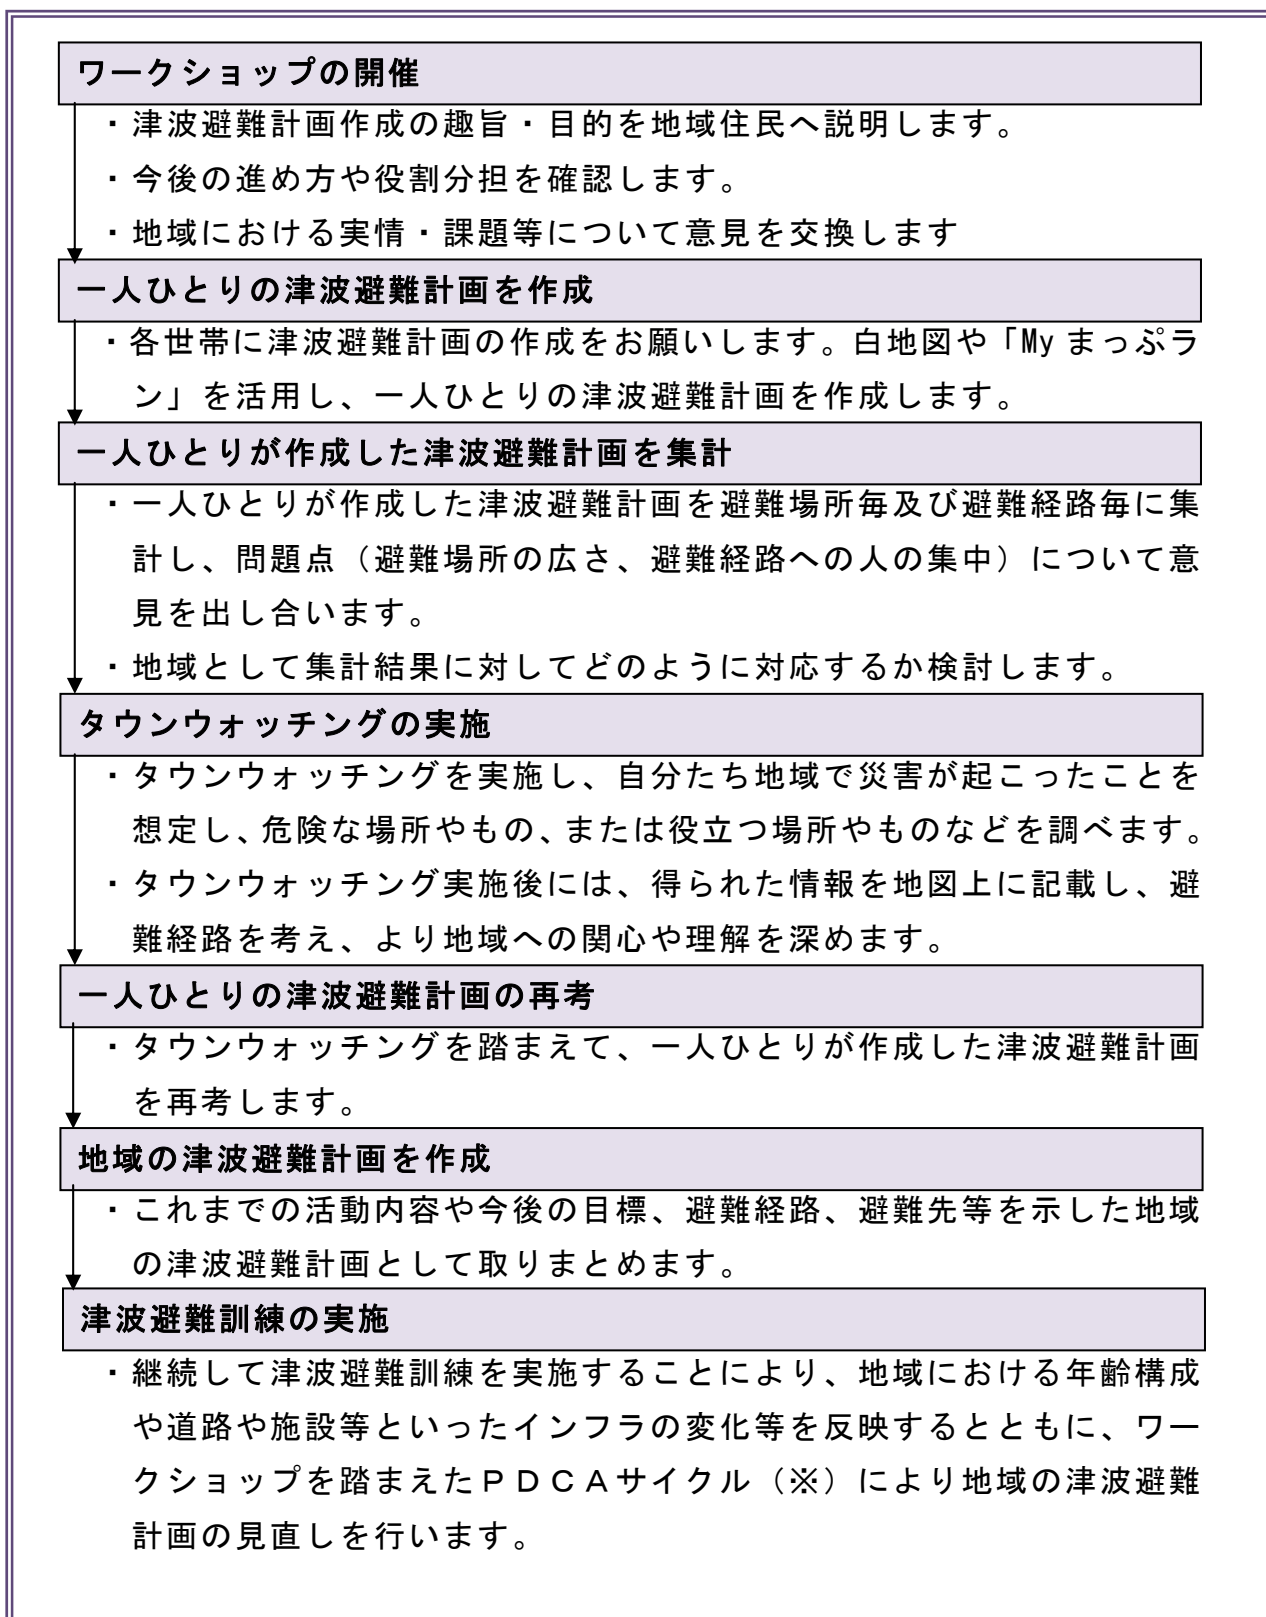 ワークショップの開催
・津波避難計画作成の趣旨・目的を地域住民へ説明します。
・今後の進め方や役割分担を確認します。
・地域における実情・課題等について意見を交換します
一人ひとりの津波避難計画を作成
・各世帯に津波避難計画の作成をお願いします。白地図や「My まっぷラ
ン」を活用し、一人ひとりの津波避難計画を作成します。
一人ひとりが作成した津波避難計画を集計
・一人ひとりが作成した津波避難計画を避難場所毎及び避難経路毎に集
計し、問題点（避難場所の広さ、避難経路への人の集中）について意
見を出し合います。
・地域として集計結果に対してどのように対応するか検討します。
タウンウォッチングの実施
・タウンウォッチングを実施し、自分たち地域で災害が起こったことを
想定し、危険な場所やもの、または役立つ場所やものなどを調べます。
・タウンウォッチング実施後には、得られた情報を地図上に記載し、避
難経路を考え、より地域への関心や理解を深めます。
一人ひとりの津波避難計画の再考
・タウンウォッチングを踏まえて、一人ひとりが作成した津波避難計画
を再考します。
地域の津波避難計画を作成
・これまでの活動内容や今後の目標、避難経路、避難先等を示した地域
の津波避難計画として取りまとめます。
津波避難訓練の実施
・継続して津波避難訓練を実施することにより、地域における年齢構成
や道路や施設等といったインフラの変化等を反映するとともに、ワー
クショップを踏まえたＰＤＣＡサイクル（※）により地域の津波避難
計画の見直しを行います。